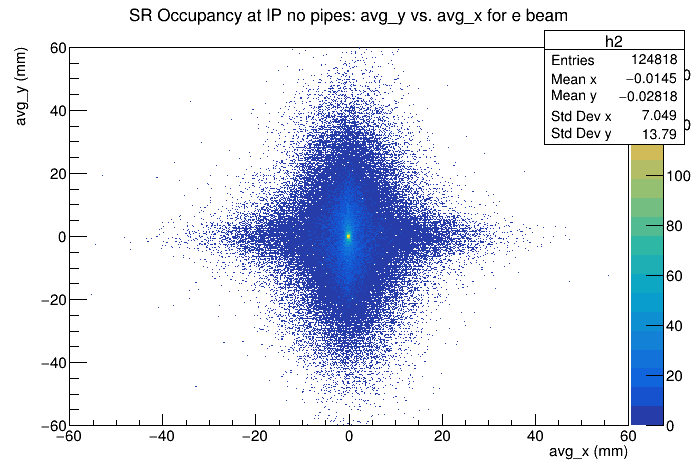 SR Occupancy at IP no pipes: avg_y vs. avg_x for e beam
h2
Entries 124818
Mean x −0.0145
Mean y −0.02818
Std Dev x 7.049
Std Dev y 13.79
avg_y (mm)
60
40
20
0
−20
−40
−60
−60 −40 −20 0 20 40 60
avg_x (mm)
100
80
60
40
20
0